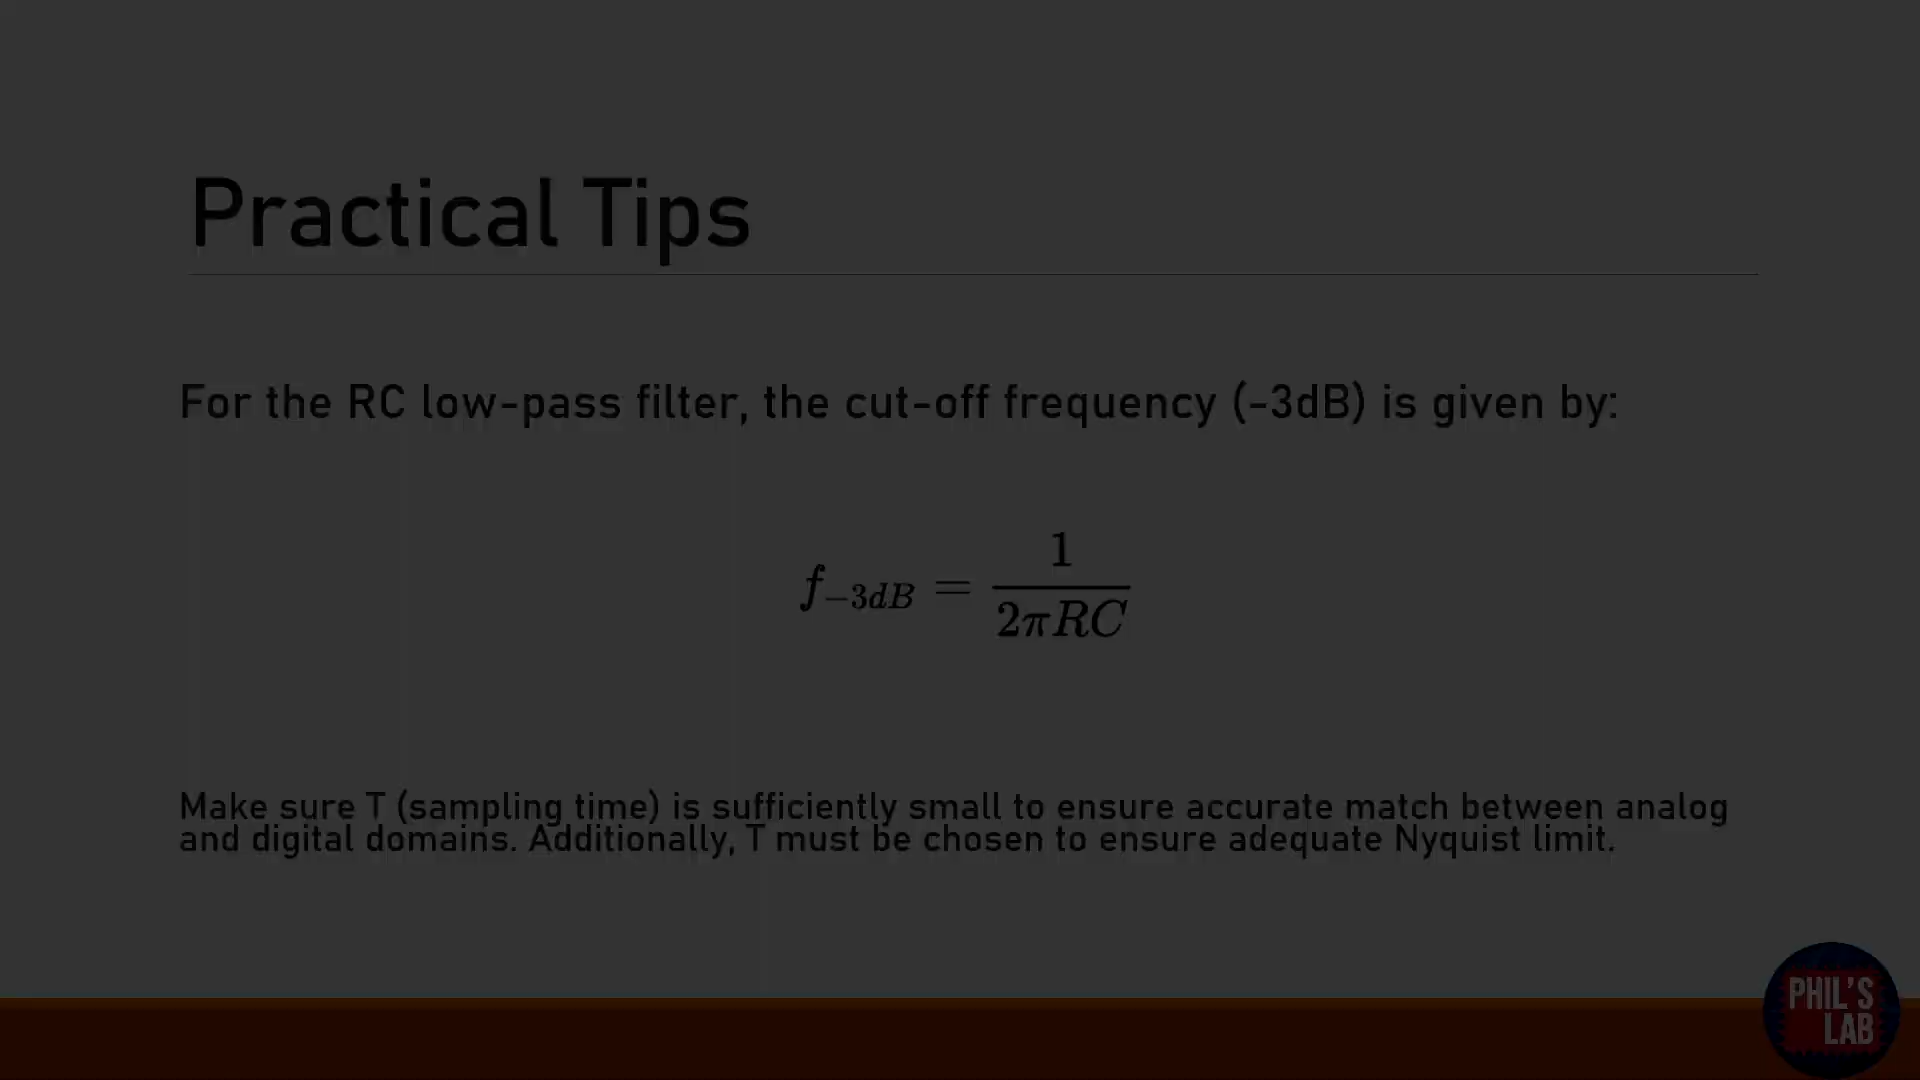 Practical Tips
For the RC low-pass filter, the cut-off frequency (-3dB) is given by:
f_{-3dB} = \frac{1}{2πRC}
Make sure T (sampling time) is sufficiently small to ensure accurate match between analog
and digital domains. Additionally, T must be chosen to ensure adequate Nyquist limit.
PHIL'S
LAB